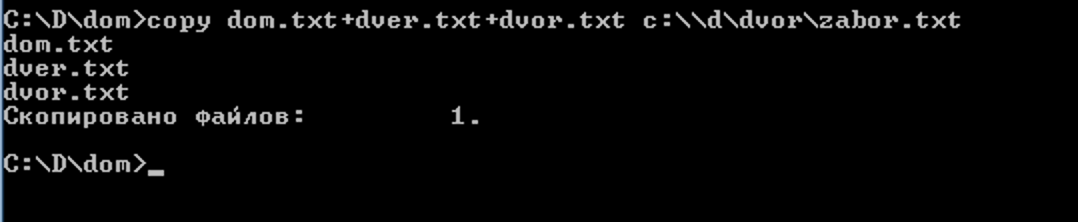 C:\D\dom>copy dom.txt+dver.txt+dvor.txt c:\\d\dvor\zabor.txt
dom.txt
dver.txt
dvor.txt
Скопировано файлов:         1.
C:\D\dom>_